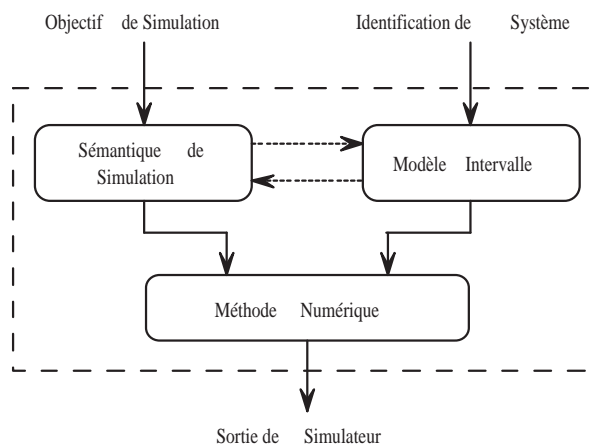 Objectif de Simulation
Identification de Système
Sémantique de
Simulation
Modèle Intervalle
Méthode Numérique
Sortie de Simulateur